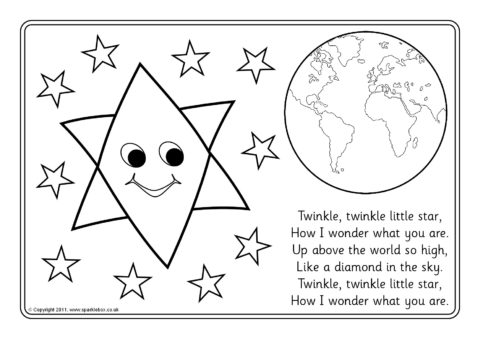 Twinkle, twinkle little star,
How I wonder what you are.
Up above the world so high,
Like a diamond in the sky.
Twinkle, twinkle little star,
How I wonder what you are.
© Copyright 2011, www.sparklebox.co.uk